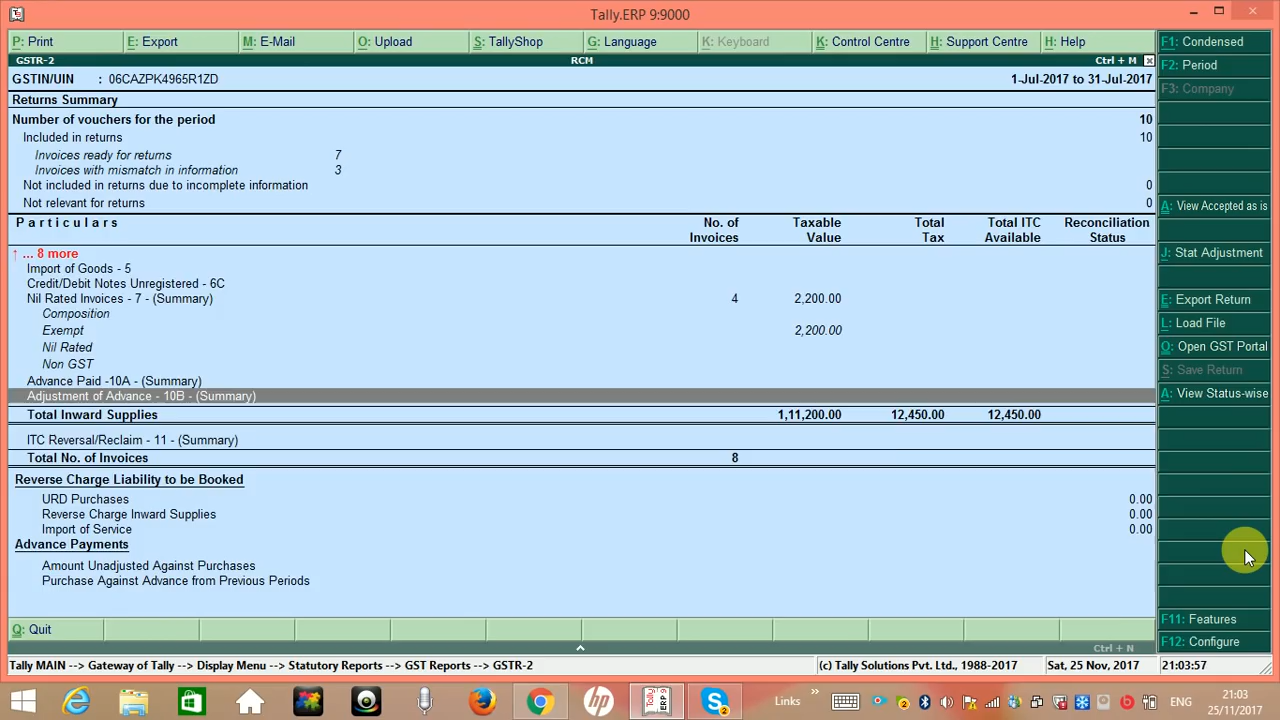 Tally.ERP 9:9000
P: Print E: Export M: E-Mail O: Upload S: TallyShop G: Language K: Keyboard K: Control Centre H: Support Centre H: Help
GSTR-2 RCM Ctrl + M
GSTIN/UIN : 06CAZPK4965R1ZD 1-Jul-2017 to 31-Jul-2017
Returns Summary
Number of vouchers for the period 10
Included in returns 10
Invoices ready for returns 7
Invoices with mismatch in information 3
Not included in returns due to incomplete information 0
Not relevant for returns 0
Particulars No. of Invoices Taxable Value Total Tax Total ITC Available Reconciliation Status
↑ ... 8 more
Import of Goods - 5
Credit/Debit Notes Unregistered - 6C
Nil Rated Invoices - 7 - (Summary) 4 2,200.00
Composition
Exempt 2,200.00
Nil Rated
Non GST
Advance Paid -10A - (Summary)
Adjustment of Advance - 10B - (Summary)
Total Inward Supplies 1,11,200.00 12,450.00 12,450.00
ITC Reversal/Reclaim - 11 - (Summary)
Total No. of Invoices 8
Reverse Charge Liability to be Booked
URD Purchases 0.00
Reverse Charge Inward Supplies 0.00
Import of Service 0.00
Advance Payments
Amount Unadjusted Against Purchases
Purchase Against Advance from Previous Periods
Q: Quit
Ctrl + N
F1: Condensed
F2: Period
F3: Company
A: View Accepted as is
J: Stat Adjustment
E: Export Return
L: Load File
O: Open GST Portal
S: Save Return
A: View Status-wise
F11: Features
F12: Configure
Tally MAIN --> Gateway of Tally --> Display Menu --> Statutory Reports --> GST Reports --> GSTR-2 (c) Tally Solutions Pvt. Ltd., 1988-2017 Sat, 25 Nov, 2017 21:03:57
Links » ENG 21:03
25/11/2017